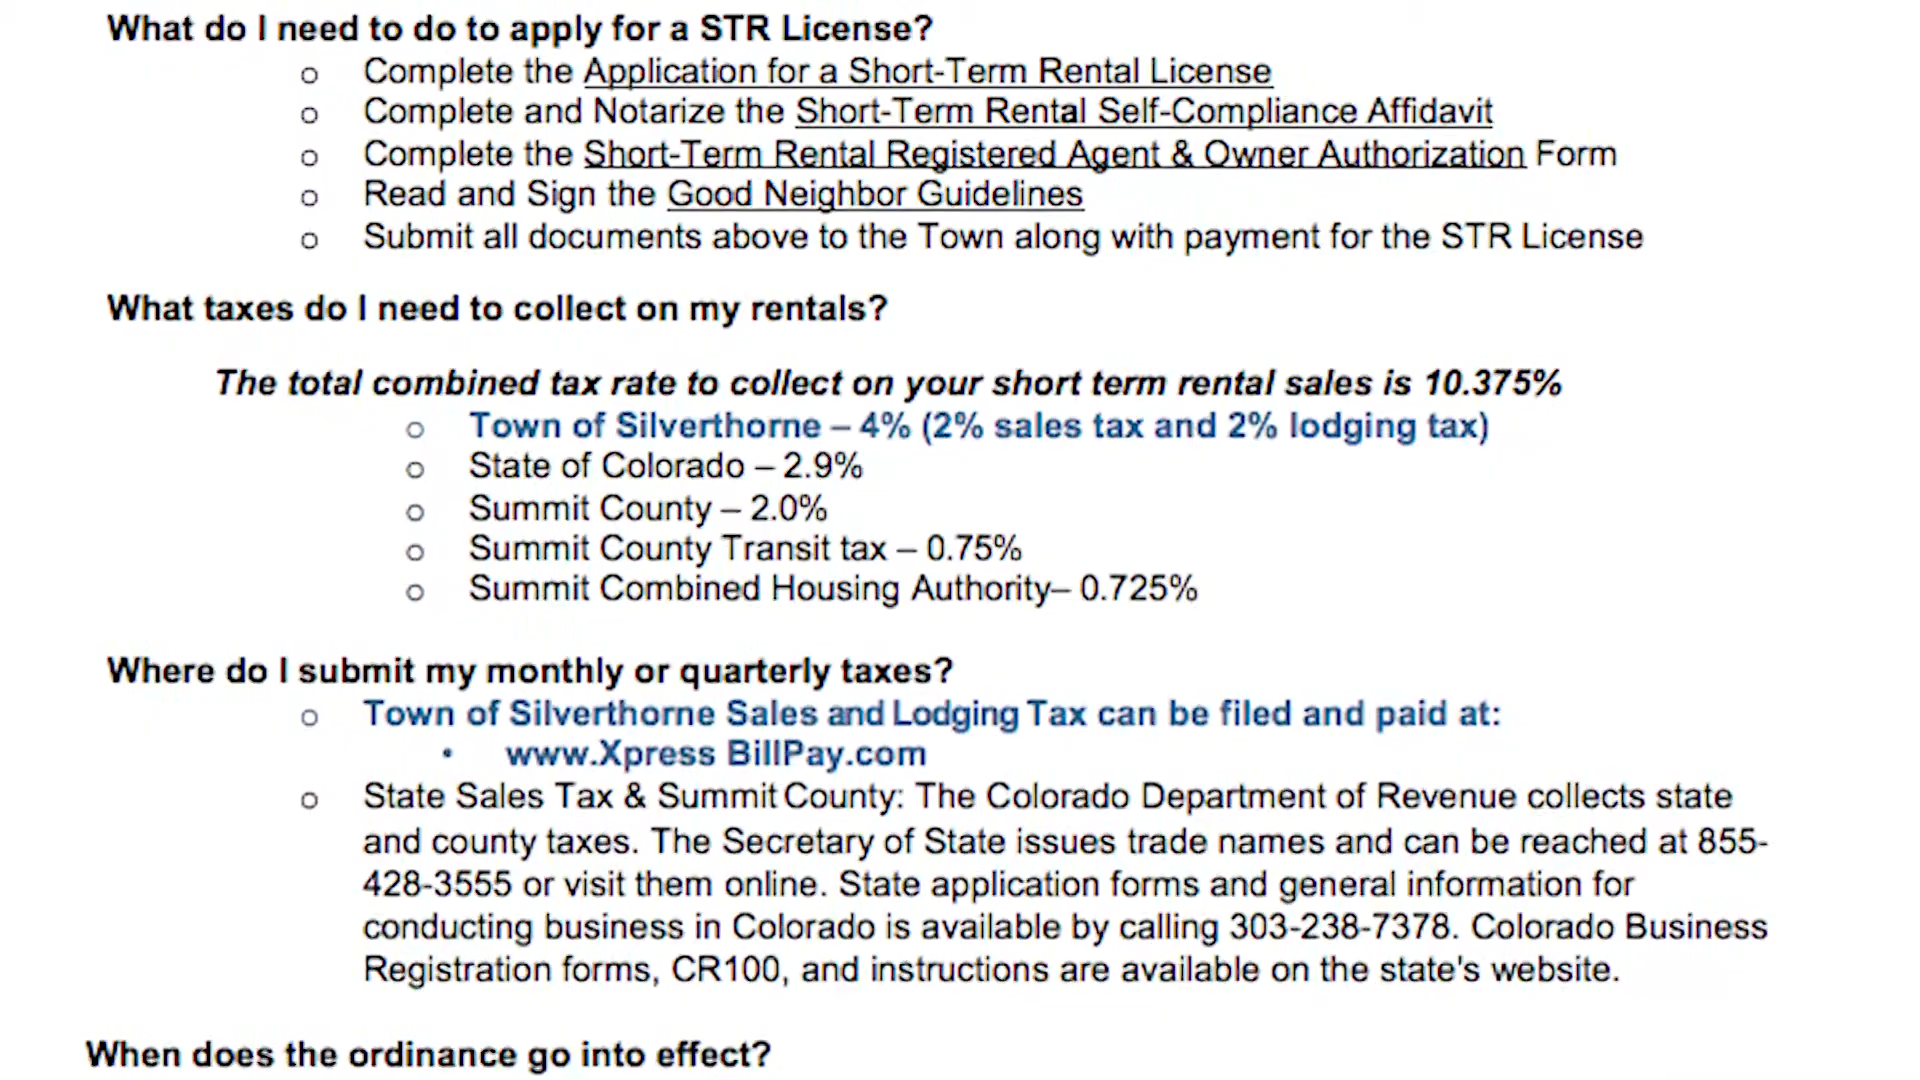 What do I need to do to apply for a STR License?
o Complete the Application for a Short-Term Rental License
o Complete and Notarize the Short-Term Rental Self-Compliance Affidavit
o Complete the Short-Term Rental Registered Agent & Owner Authorization Form
o Read and Sign the Good Neighbor Guidelines
o Submit all documents above to the Town along with payment for the STR License
What taxes do I need to collect on my rentals?
The total combined tax rate to collect on your short term rental sales is 10.375%
o Town of Silverthorne – 4% (2% sales tax and 2% lodging tax)
o State of Colorado – 2.9%
o Summit County – 2.0%
o Summit County Transit tax – 0.75%
o Summit Combined Housing Authority– 0.725%
Where do I submit my monthly or quarterly taxes?
o Town of Silverthorne Sales and Lodging Tax can be filed and paid at:
• www.Xpress BillPay.com
o State Sales Tax & Summit County: The Colorado Department of Revenue collects state
and county taxes. The Secretary of State issues trade names and can be reached at 855-
428-3555 or visit them online. State application forms and general information for
conducting business in Colorado is available by calling 303-238-7378. Colorado Business
Registration forms, CR100, and instructions are available on the state's website.
When does the ordinance go into effect?